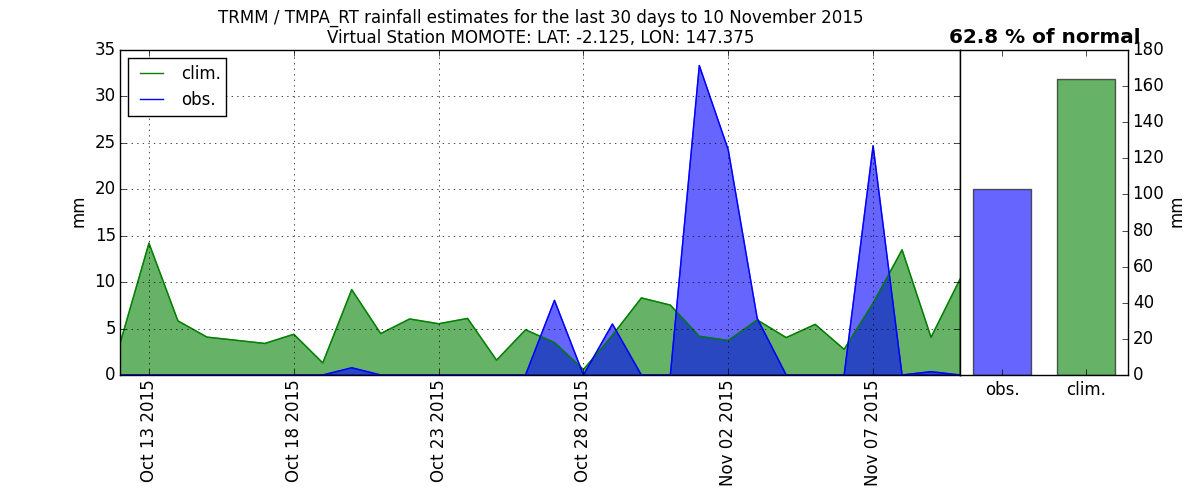 TRMM / TMPA_RT rainfall estimates for the last 30 days to 10 November 2015
Virtual Station MOMOTE: LAT: -2.125, LON: 147.375
62.8 % of normal
clim.
obs.
35
30
25
20
15
10
5
0
mm
Oct 13 2015
Oct 18 2015
Oct 23 2015
Oct 28 2015
Nov 02 2015
Nov 07 2015
180
160
140
120
100
80
60
40
20
0
mm
obs.
clim.